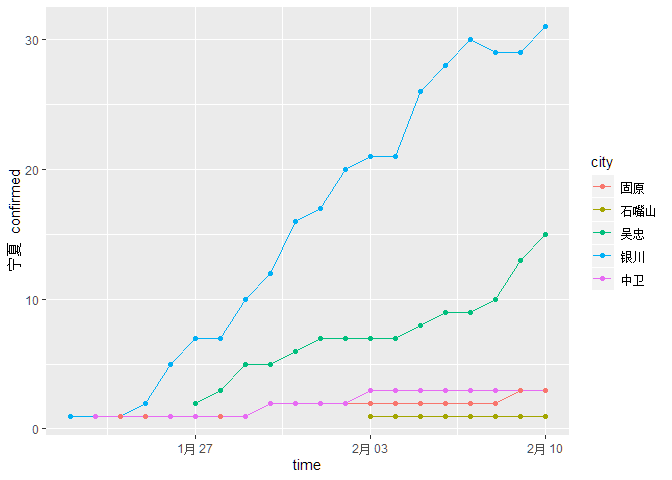 30
20
10
0
宁夏 confirmed
1月 27
2月 03
2月 10
time
city
固原
石嘴山
吴忠
银川
中卫